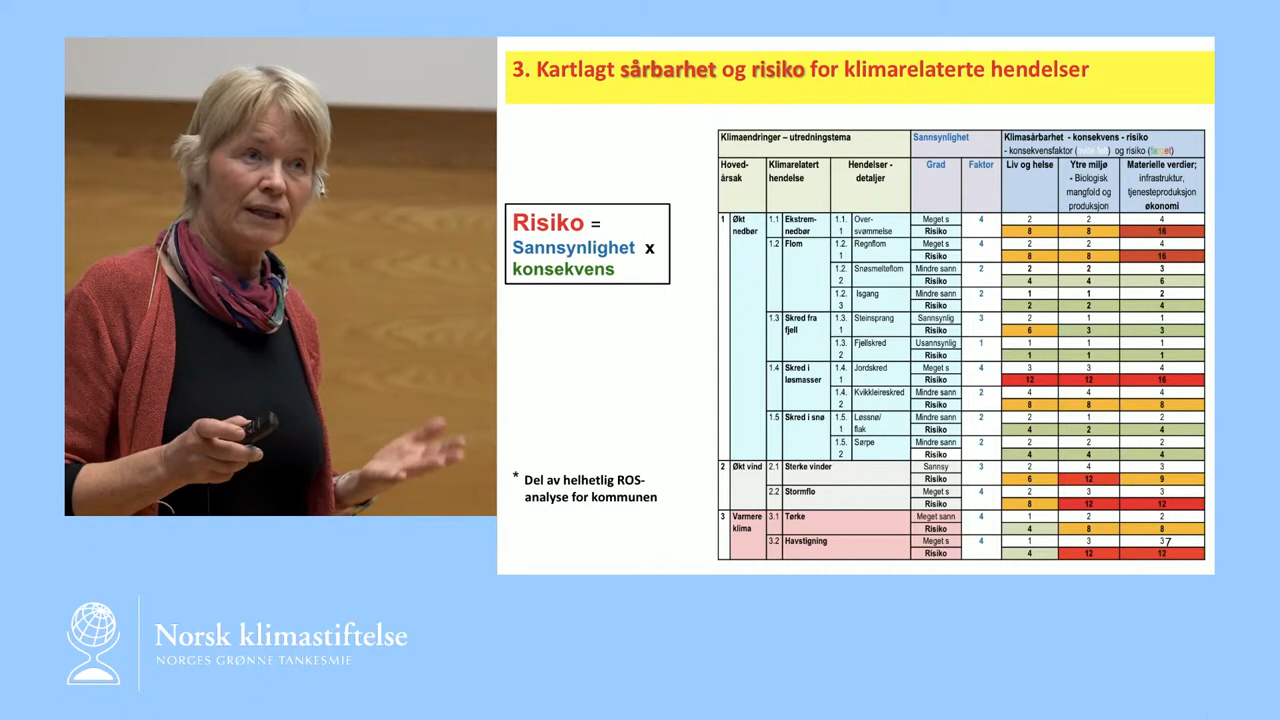 3. Kartlagt sårbarhet og risiko for klimarelaterte hendelser
Risiko =
Sannsynlighet x
konsekvens
* Del av helhetlig ROS-
analyse for kommunen
Klimaendringer – utredningstema Sannsynlighet Klimasårbarhet - konsekvens - risiko
- konsekvensfaktor (hvite felt) og risiko (farget)
Hoved-årsak Klimarelatert hendelse Hendelser - detaljer Grad Faktor Liv og helse Ytre miljø - Biologisk mangfold og produksjon Materielle verdier; infrastruktur, tjenesteproduksjon økonomi
1 Økt nedbør 1.1 Ekstrem-nedbør 1.1.1 Over-svømmelse Meget s 4 2 2 4
Risiko 8 8 16
1.2 Flom 1.2.1 Regnflom Meget s 4 2 2 4
Risiko 8 8 16
1.2.2 Snøsmelteflom Mindre sann 2 2 2 3
Risiko 4 4 6
1.2.3 Isgang Mindre sann 2 1 1 2
Risiko 2 2 4
1.3 Skred fra fjell 1.3.1 Steinsprang Sannsynlig 3 2 1 1
Risiko 6 3 3
1.3.2 Fjellskred Usannsynlig 1 1 1 1
Risiko 1 1 1
1.4 Skred i løsmasser 1.4.1 Jordskred Meget s 4 3 3 4
Risiko 12 12 16
1.4.2 Kvikkleireskred Mindre sann 2 4 4 4
Risiko 8 8 8
1.5 Skred i snø 1.5.1 Løssnø/flak Mindre sann 2 2 1 2
Risiko 4 2 4
1.5.2 Sørpe Mindre sann 2 2 2 2
Risiko 4 4 4
2 Økt vind 2.1 Sterke vinder Sannsy 3 2 4 3
Risiko 6 12 9
2.2 Stormflo Meget s 4 2 3 3
Risiko 8 12 12
3 Varmere klima 3.1 Tørke Meget sann 4 1 2 2
Risiko 4 8 8
3.2 Havstigning Meget s 4 1 3 3
Risiko 4 12 12
7
Norsk klimastiftelse
NORGES GRØNNE TANKESMIE